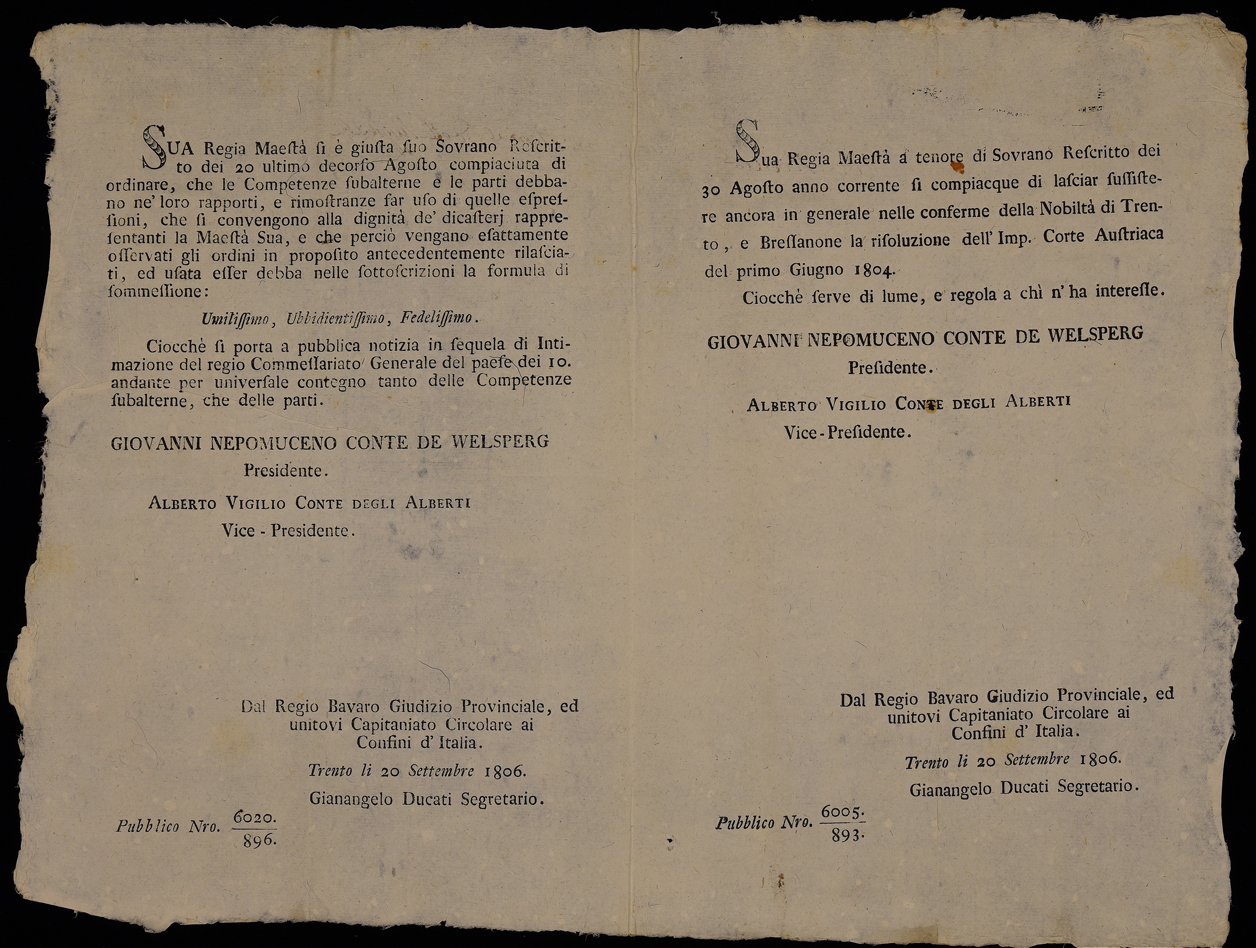 SUA Regia Maeſtà ſi è giuſta ſuo Sovrano Reſcrit-
to dei 20 ultimo decorſo Agoſto compiaciuta di
ordinare, che le Competenze ſubalterne e le parti debba-
no ne' loro rapporti, e rimoſtranze far uſo di quelle eſpreſ-
ſioni, che ſi convengono alla dignità de' dicaſterj rappre-
ſentanti la Maeſtà Sua, e che perciò vengano eſattamente
oſſervati gli ordini in propoſito antecedentemente rilaſcia-
ti, ed uſata eſſer debba nelle ſottoſcrizioni la formula di
ſommeſſione:
Umiliſſimo, Ubbidientiſſimo, Fedeliſſimo.
Ciocchè ſi porta a pubblica notizia in ſequela di Inti-
mazione del regio Commeſſariato Generale del paeſe dei 10.
andante per univerſale contegno tanto delle Competenze
ſubalterne, che delle parti.
GIOVANNI NEPOMUCENO CONTE DE WELSPERG
Presidente.
ALBERTO VIGILIO CONTE DEGLI ALBERTI
Vice-Presidente.
Dal Regio Bavaro Giudizio Provinciale, ed
unitovi Capitaniato Circolare ai
Confini d' Italia.
Trento li 20 Settembre 1806.
Gianangelo Ducati Segretario.
Pubblico Nro. 6020.
896.
Sua Regia Maeſtà a tenore di Sovrano Reſcritto dei
30 Agoſto anno corrente ſi compiacque di laſciar ſuſſiſte-
re ancora in generale nelle conferme della Nobiltà di Tren-
to, e Breſſanone la riſoluzione dell' Imp. Corte Auſtriaca
del primo Giugno 1804.
Ciocchè ſerve di lume, e regola a chì n' ha intereſſe.
GIOVANNI NEPOMUCENO CONTE DE WELSPERG
Preſidente.
ALBERTO VIGILIO CONTE DEGLI ALBERTI
Vice-Preſidente.
Dal Regio Bavaro Giudizio Provinciale, ed
unitovi Capitaniato Circolare ai
Confini d' Italia.
Trento li 20 Settembre 1806.
Gianangelo Ducati Segretario.
Pubblico Nro. 6005.
893.